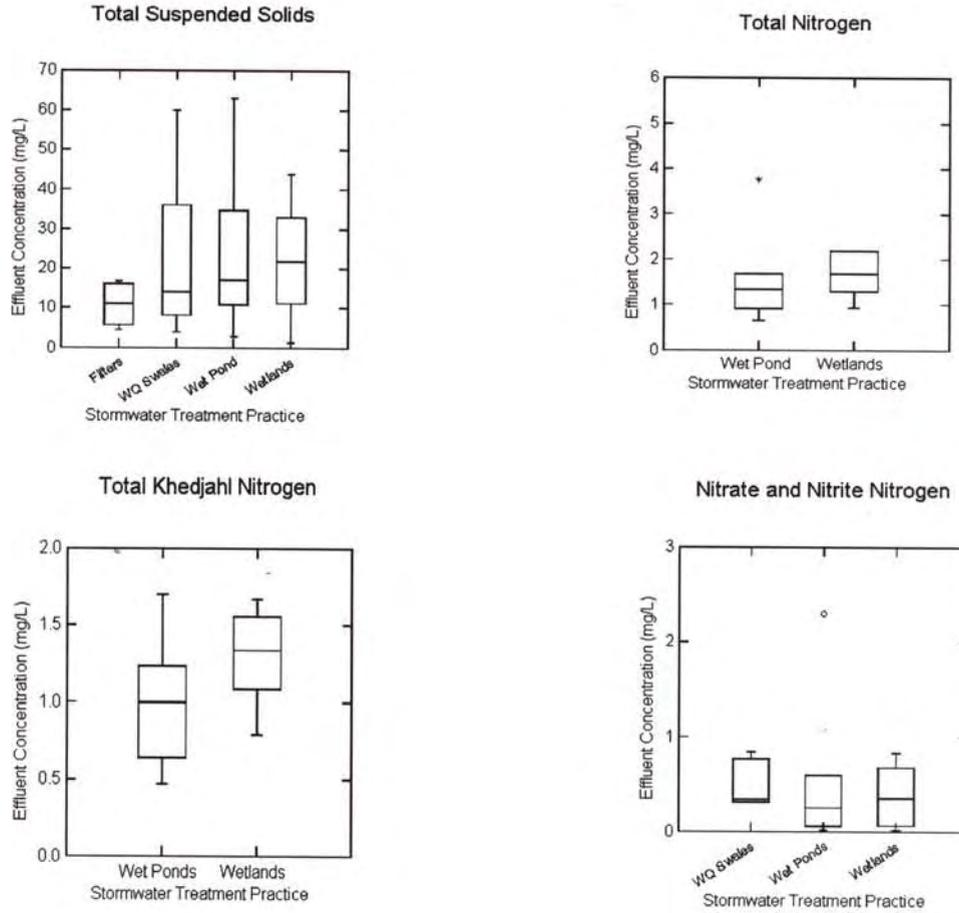 Total Suspended Solids
Effluent Concentration (mg/L)
70
60
50
40
30
20
10
0
Filters
WQ Swales
Wet Pond
Wetlands
Stormwater Treatment Practice
Total Nitrogen
Effluent Concentration (mg/L)
6
5
4
3
2
1
0
Wet Pond
Wetlands
Stormwater Treatment Practice
Total Khedjahl Nitrogen
Effluent Concentration (mg/L)
2.0
1.5
1.0
0.5
0.0
Wet Ponds
Wetlands
Stormwater Treatment Practice
Nitrate and Nitrite Nitrogen
Effluent Concentration (mg/L)
3
2
1
0
WQ Swales
Wet Ponds
Wetlands
Stormwater Treatment Practice